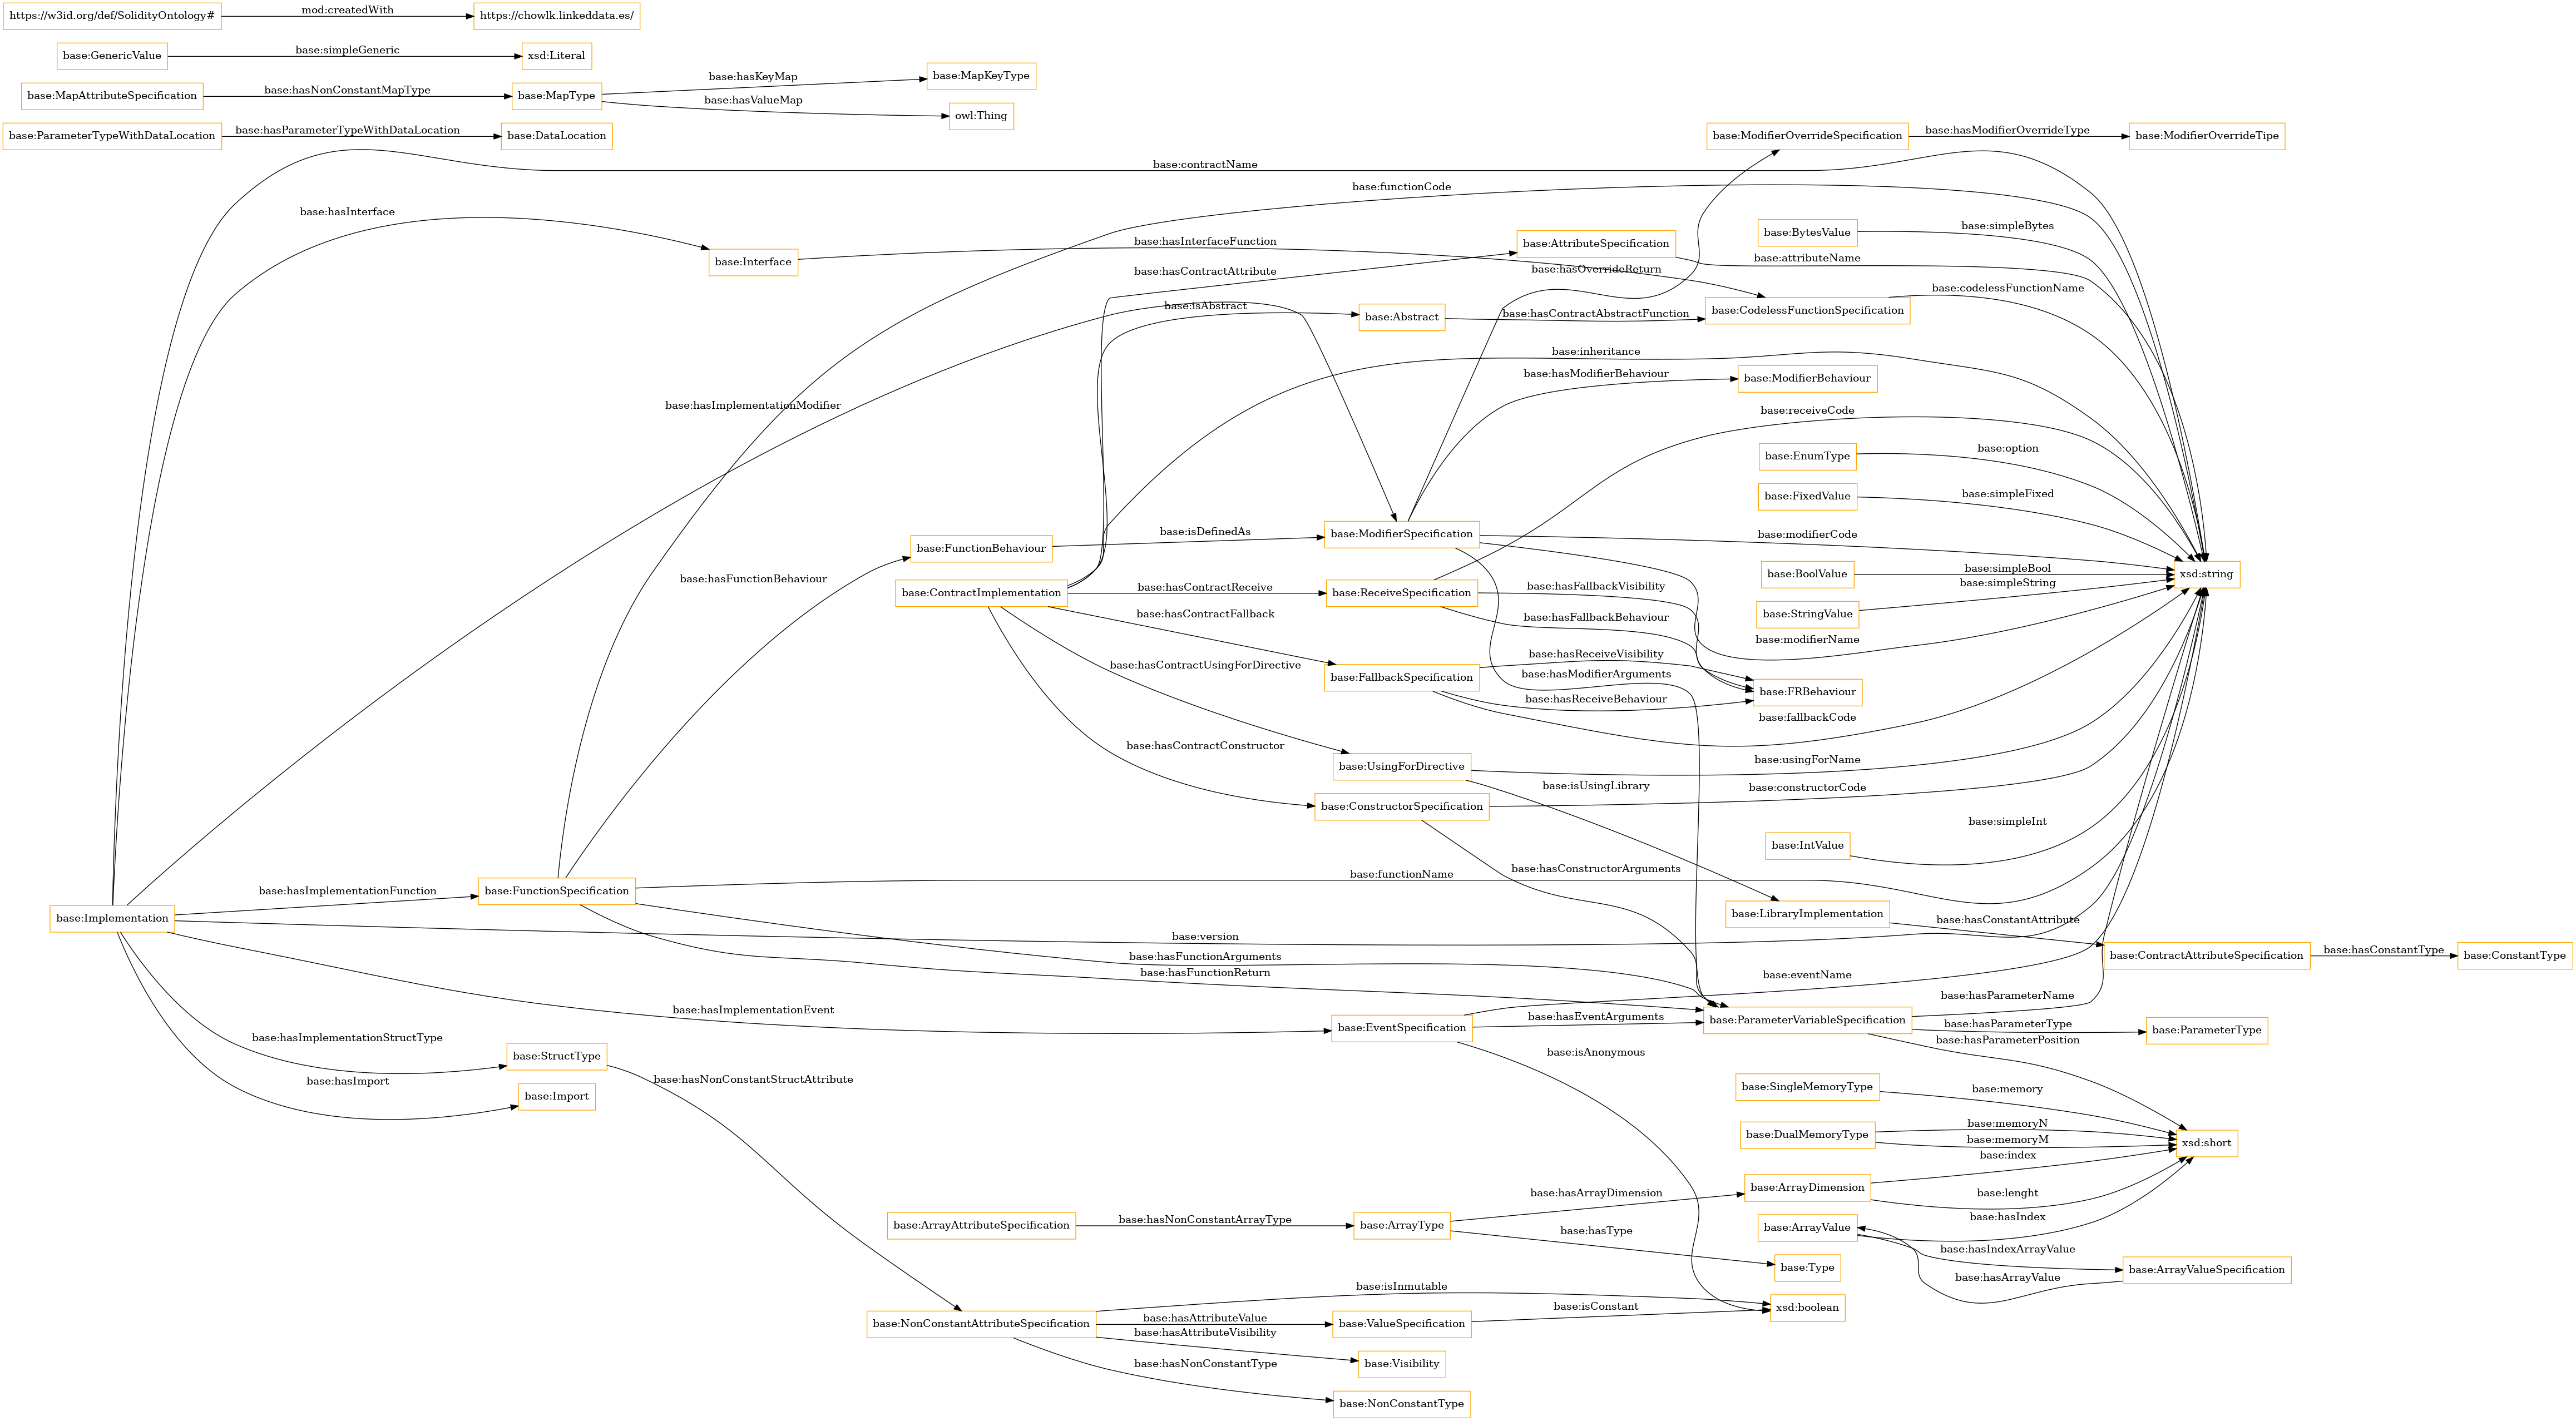 https://w3id.org/def/SolidityOntology#
mod:createdWith
https://chowlk.linkeddata.es/
base:GenericValue
base:simpleGeneric
xsd:Literal
base:MapAttributeSpecification
base:hasNonConstantMapType
base:MapType
base:hasKeyMap
base:MapKeyType
base:hasValueMap
owl:Thing
base:ParameterTypeWithDataLocation
base:hasParameterTypeWithDataLocation
base:DataLocation
base:ModifierOverrideSpecification
base:hasModifierOverrideType
base:ModifierOverrideTipe
base:contractName
base:functionCode
base:hasInterface
base:Interface
base:hasInterfaceFunction
base:AttributeSpecification
base:BytesValue
base:simpleBytes
base:attributeName
base:hasContractAttribute
base:hasOverrideReturn
base:isAbstract
base:Abstract
base:hasContractAbstractFunction
base:CodelessFunctionSpecification
base:codelessFunctionName
base:inheritance
base:hasModifierBehaviour
base:ModifierBehaviour
base:hasImplementationModifier
base:receiveCode
base:EnumType
base:option
base:FixedValue
base:simpleFixed
base:FunctionBehaviour
base:isDefinedAs
base:ModifierSpecification
base:modifierCode
base:hasFunctionBehaviour
base:BoolValue
base:simpleBool
xsd:string
base:simpleString
base:StringValue
base:ContractImplementation
base:hasContractReceive
base:ReceiveSpecification
base:hasFallbackVisibility
base:hasContractFallback
base:hasFallbackBehaviour
base:modifierName
base:hasContractUsingForDirective
base:FallbackSpecification
base:hasReceiveVisibility
base:hasModifierArguments
base:FRBehaviour
base:hasReceiveBehaviour
base:fallbackCode
base:hasContractConstructor
base:UsingForDirective
base:usingForName
base:isUsingLibrary
base:ConstructorSpecification
base:constructorCode
base:IntValue
base:simpleInt
base:Implementation
base:hasImplementationFunction
base:FunctionSpecification
base:functionName
base:hasConstructorArguments
base:LibraryImplementation
base:hasConstantAttribute
base:version
base:ContractAttributeSpecification
base:hasConstantType
base:ConstantType
base:hasFunctionArguments
base:hasFunctionReturn
base:eventName
base:hasImplementationEvent
base:EventSpecification
base:hasEventArguments
base:ParameterVariableSpecification
base:hasParameterName
base:hasParameterType
base:ParameterType
base:hasParameterPosition
base:hasImplementationStructType
base:StructType
base:isAnonymous
base:hasImport
base:Import
base:hasNonConstantStructAttribute
base:SingleMemoryType
base:memory
base:DualMemoryType
base:memoryN
base:memoryM
xsd:short
base:index
base:ArrayDimension
base:lenght
base:hasArrayDimension
base:ArrayAttributeSpecification
base:hasNonConstantArrayType
base:ArrayType
base:hasType
base:Type
base:ArrayValue
base:hasIndex
base:hasIndexArrayValue
base:hasArrayValue
base:ArrayValueSpecification
base:NonConstantAttributeSpecification
base:isInmutable
base:hasAttributeValue
base:ValueSpecification
base:isConstant
xsd:boolean
base:hasAttributeVisibility
base:Visibility
base:hasNonConstantType
base:NonConstantType